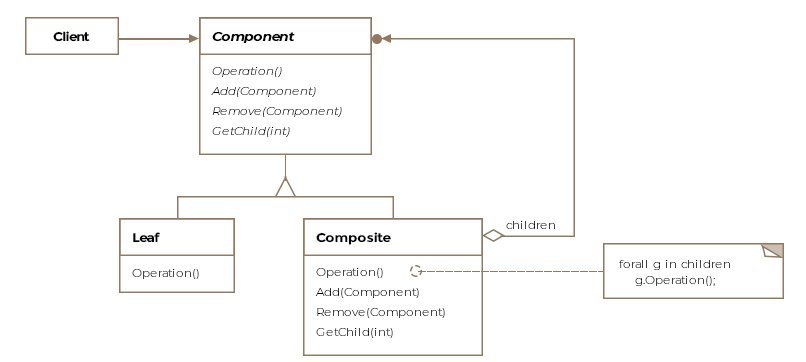 Client
Component
Operation()
Add(Component)
Remove(Component)
GetChild(int)
children
Leaf
Operation()
Composite
Operation()
Add(Component)
Remove(Component)
GetChild(int)
forall g in children
g.Operation();